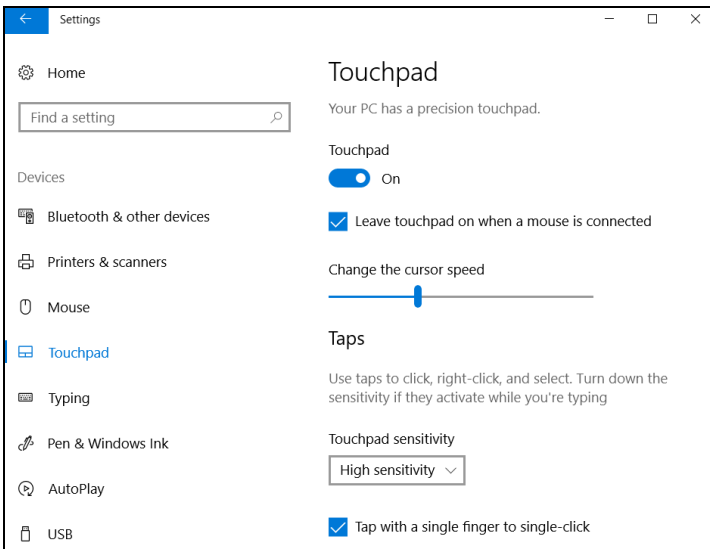 Settings
Home
Find a setting
Devices
Bluetooth & other devices
Printers & scanners
Mouse
Touchpad
Typing
Pen & Windows Ink
AutoPlay
USB
Touchpad
Your PC has a precision touchpad.
Touchpad
On
Leave touchpad on when a mouse is connected
Change the cursor speed
Taps
Use taps to click, right-click, and select. Turn down the
sensitivity if they activate while you're typing
Touchpad sensitivity
High sensitivity
Tap with a single finger to single-click